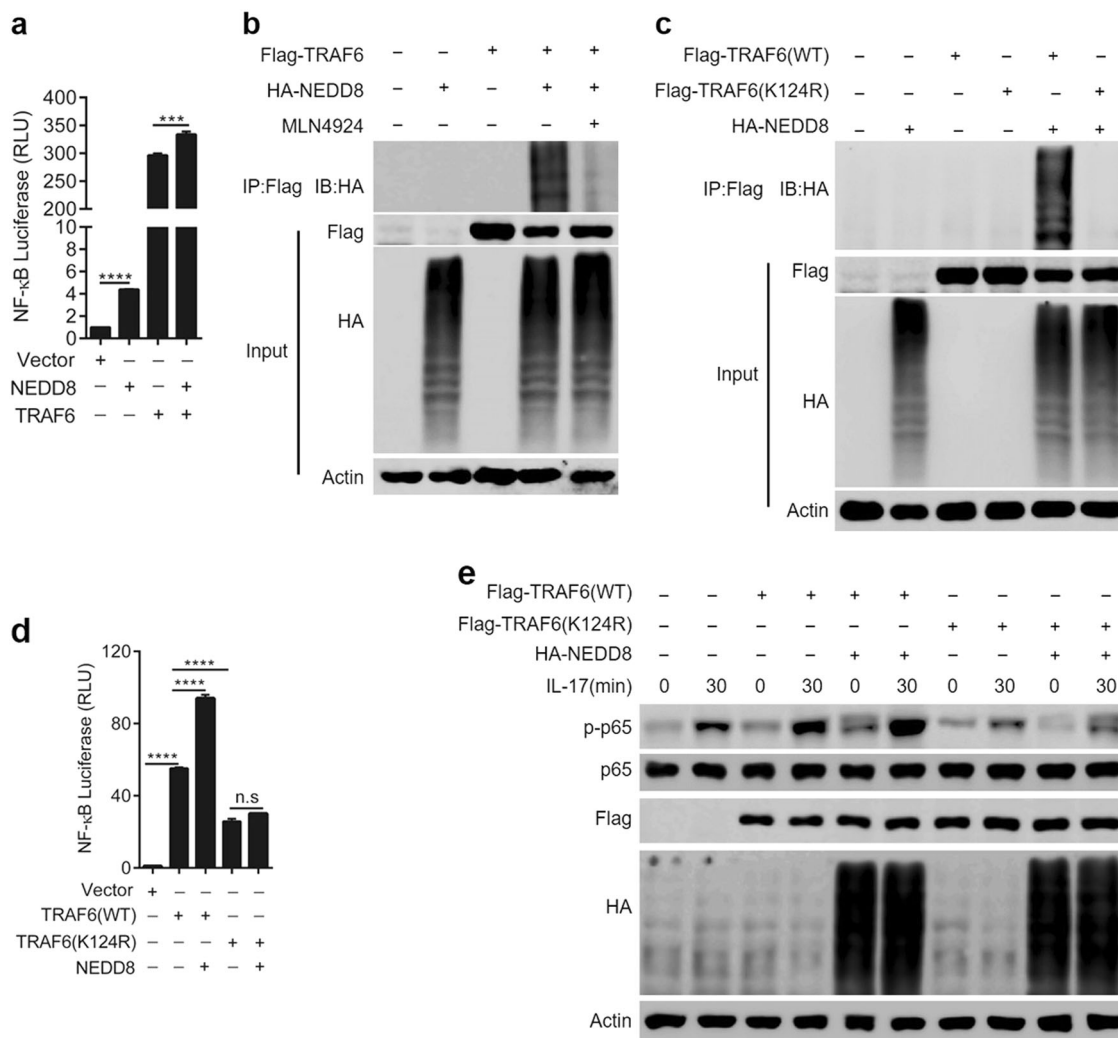 a
NF-κB Luciferase (RLU)
400
350
300
250
200
10
8
6
4
2
0
****
***
Vector + – – –
NEDD8 – + – +
TRAF6 – – + +
b
Flag-TRAF6 – – + + +
HA-NEDD8 – + – + +
MLN4924 – – – – +
IP:Flag IB:HA
Flag
HA
Input
Actin
c
Flag-TRAF6(WT) – – + – + –
Flag-TRAF6(K124R) – – – + – +
HA-NEDD8 – + – – + +
IP:Flag IB:HA
Flag
Input
HA
Actin
d
NF-κB Luciferase (RLU)
120
80
40
0
****
****
****
n.s
Vector + – – – –
TRAF6(WT) – + + – –
TRAF6(K124R) – – – + +
NEDD8 – – + – +
e
Flag-TRAF6(WT) – – + + + + – – – –
Flag-TRAF6(K124R) – – – – – – + + + +
HA-NEDD8 – – – – + + – – + +
IL-17(min) 0 30 0 30 0 30 0 30 0 30
p-p65
p65
Flag
HA
Actin